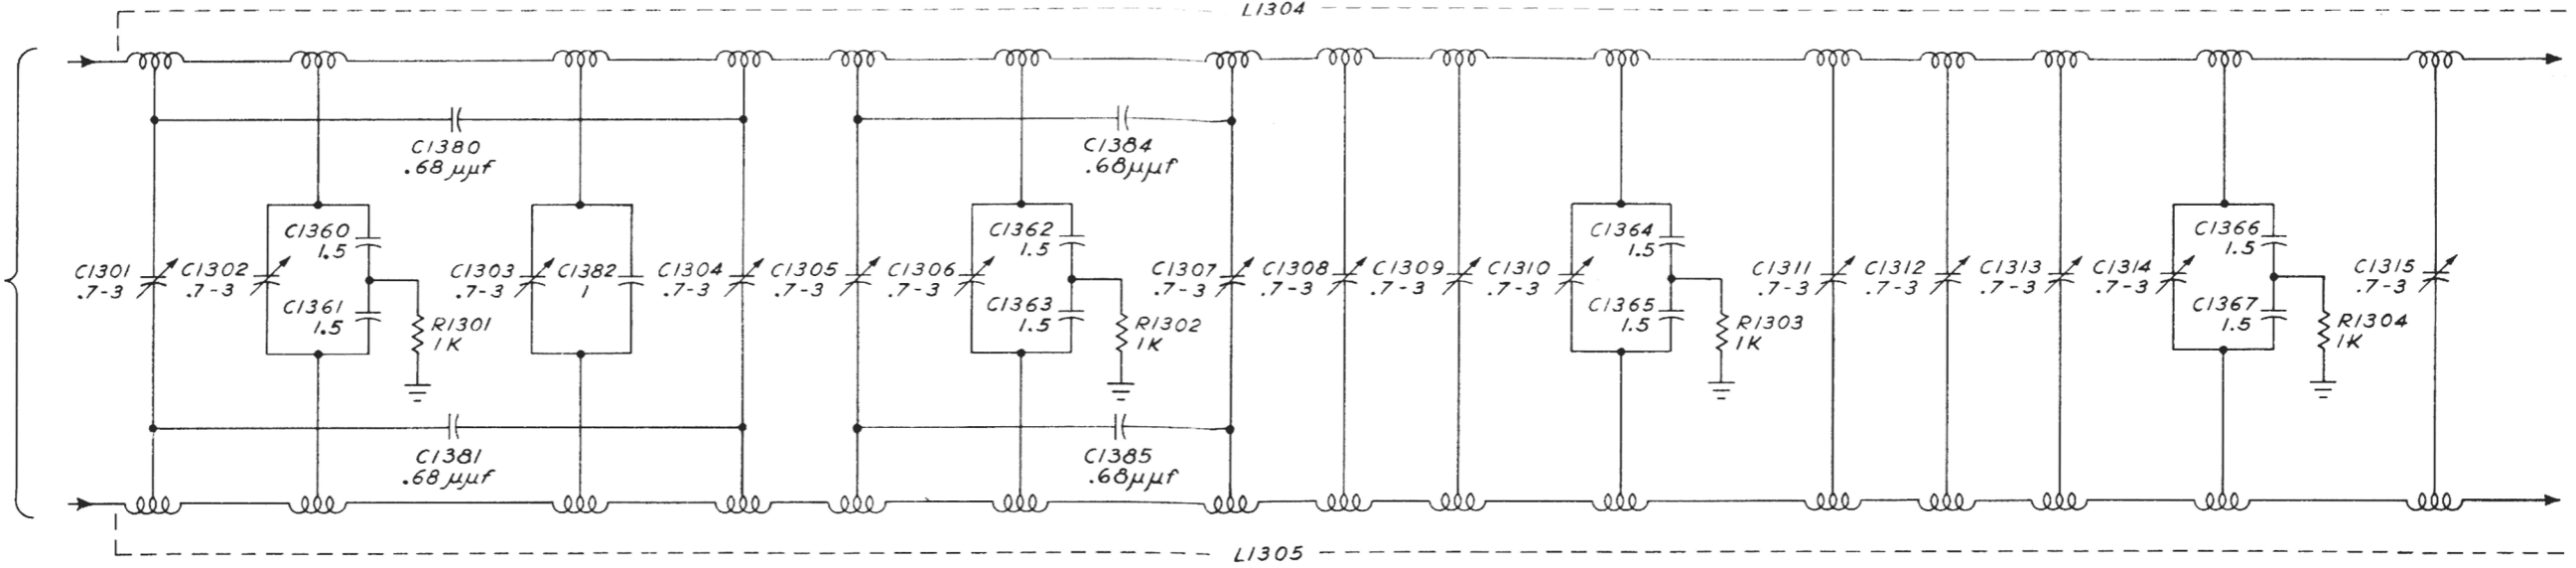 L1304
C1380
.68μμf
C1384
.68μμf
C1360
1.5
C1301
.7-3
C1302
.7-3
C1361
1.5
R1301
1K
C1303
.7-3
C1382
1
C1304
.7-3
C1305
.7-3
C1306
.7-3
C1362
1.5
C1363
1.5
R1302
1K
C1307
.7-3
C1308
.7-3
C1309
.7-3
C1310
.7-3
C1364
1.5
C1365
1.5
R1303
1K
C1311
.7-3
C1312
.7-3
C1313
.7-3
C1314
.7-3
C1366
1.5
C1367
1.5
R1304
1K
C1315
.7-3
C1381
.68μμf
C1385
.68μμf
L1305